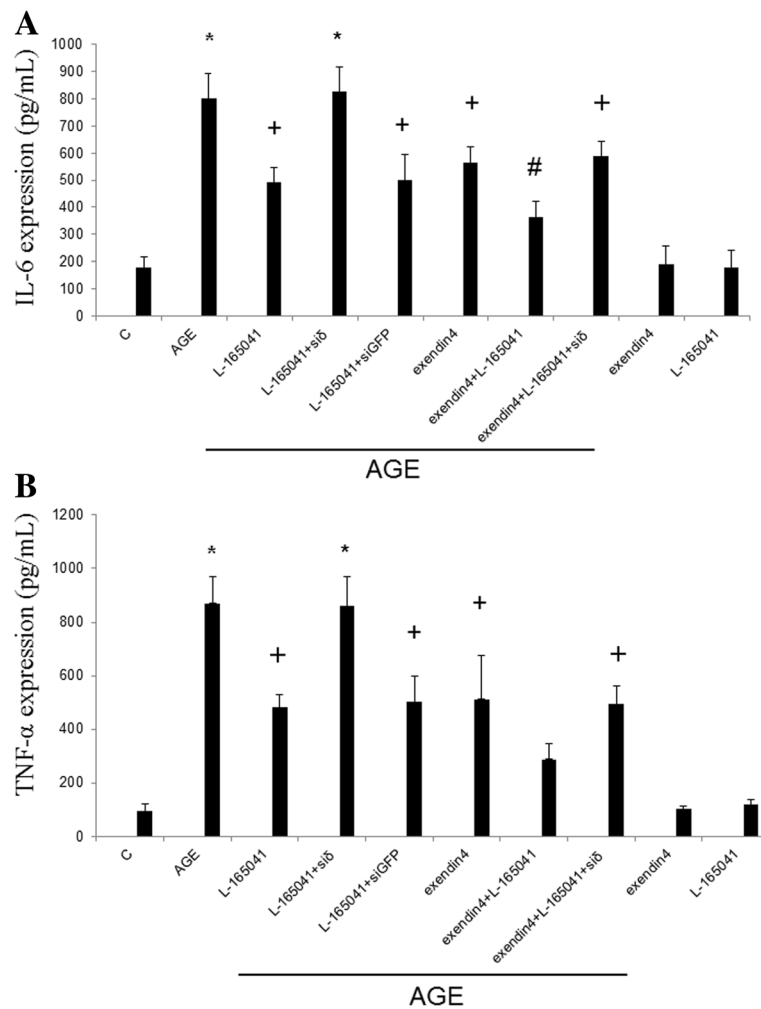 A
IL-6 expression (pg/mL)
1000
900
800
700
600
500
400
300
200
100
0
* + * + + # +
C AGE L-165041 L-165041+siδ L-165041+siGFP exendin4 exendin4+L-165041 exendin4+L-165041+siδ exendin4 L-165041
AGE
B
TNF-α expression (pg/mL)
1200
1000
800
600
400
200
0
* + * + + +
C AGE L-165041 L-165041+siδ L-165041+siGFP exendin4 exendin4+L-165041 exendin4+L-165041+siδ exendin4 L-165041
AGE